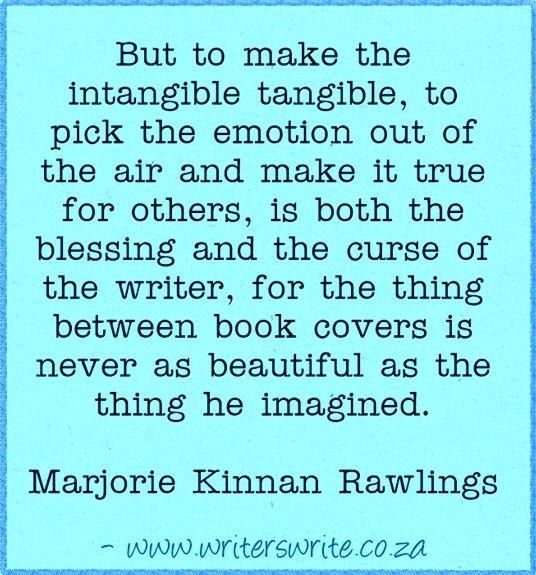 But to make the
intangible tangible, to
pick the emotion out of
the air and make it true
for others, is both the
blessing and the curse of
the writer, for the thing
between book covers is
never as beautiful as the
thing he imagined.
Marjorie Kinnan Rawlings
- www.writerswrite.co.za